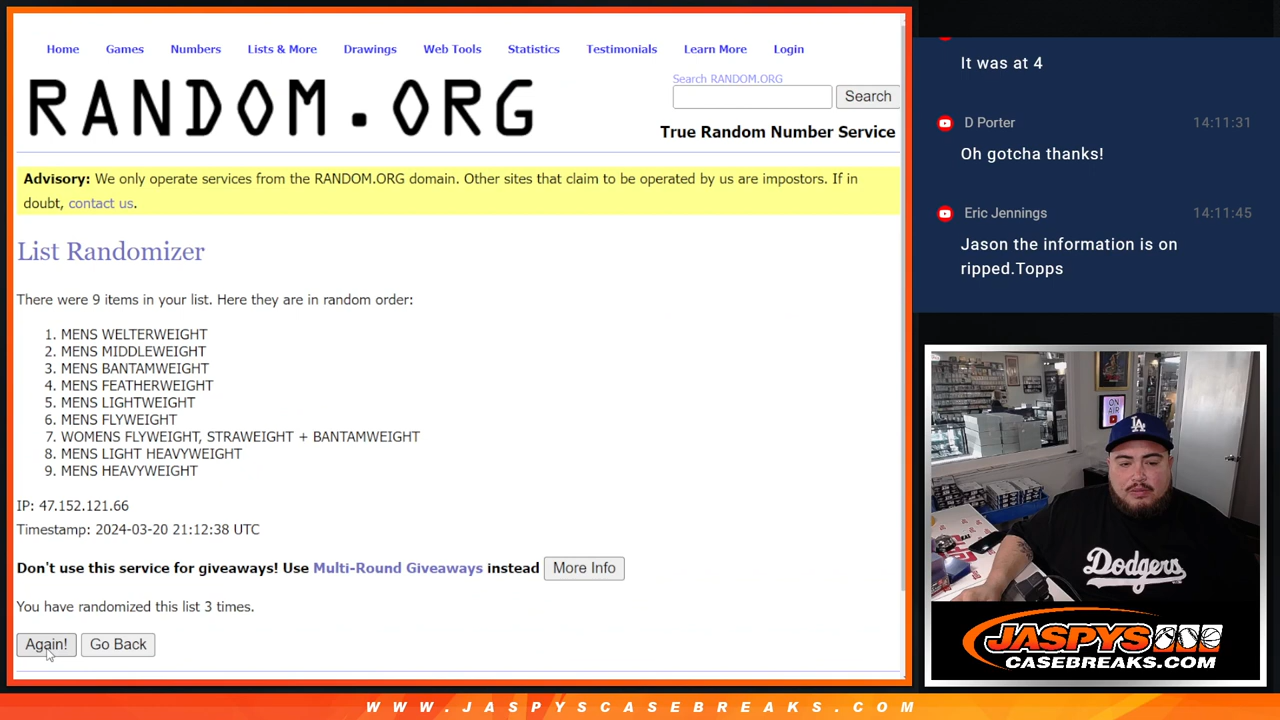 Home Games Numbers Lists & More Drawings Web Tools Statistics Testimonials Learn More Login
RANDOM.ORG
Search RANDOM.ORG
Search
True Random Number Service
Advisory: We only operate services from the RANDOM.ORG domain. Other sites that claim to be operated by us are impostors. If in
doubt, contact us.
List Randomizer
There were 9 items in your list. Here they are in random order:
1. MENS WELTERWEIGHT
2. MENS MIDDLEWEIGHT
3. MENS BANTAMWEIGHT
4. MENS FEATHERWEIGHT
5. MENS LIGHTWEIGHT
6. MENS FLYWEIGHT
7. WOMENS FLYWEIGHT, STRAWEIGHT + BANTAMWEIGHT
8. MENS LIGHT HEAVYWEIGHT
9. MENS HEAVYWEIGHT
IP: 47.152.121.66
Timestamp: 2024-03-20 21:12:38 UTC
Don't use this service for giveaways! Use Multi-Round Giveaways instead More Info
You have randomized this list 3 times.
Again! Go Back
It was at 4
D Porter 14:11:31
Oh gotcha thanks!
Eric Jennings 14:11:45
Jason the information is on
ripped.Topps
ON
AIR
LA
Dodgers
JASPYS
CASEBREAKS.COM
WWW.JASPYSCASEBREAKS.COM